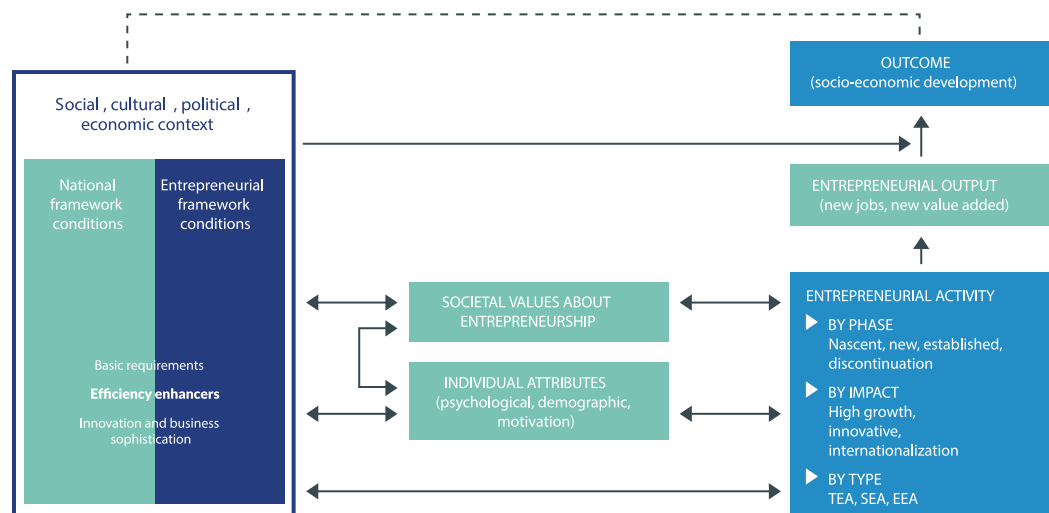 Social , cultural , political ,
economic context
National
framework
conditions
Entrepreneurial
framework
conditions
Basic requirements
Efficiency enhancers
Innovation and business
sophistication
SOCIETAL VALUES ABOUT
ENTREPRENEURSHIP
INDIVIDUAL ATTRIBUTES
(psychological, demographic,
motivation)
OUTCOME
(socio-economic development)
ENTREPRENEURIAL OUTPUT
(new jobs, new value added)
ENTREPRENEURIAL ACTIVITY
BY PHASE
Nascent, new, established,
discontinuation
BY IMPACT
High growth,
innovative,
internationalization
BY TYPE
TEA, SEA, EEA